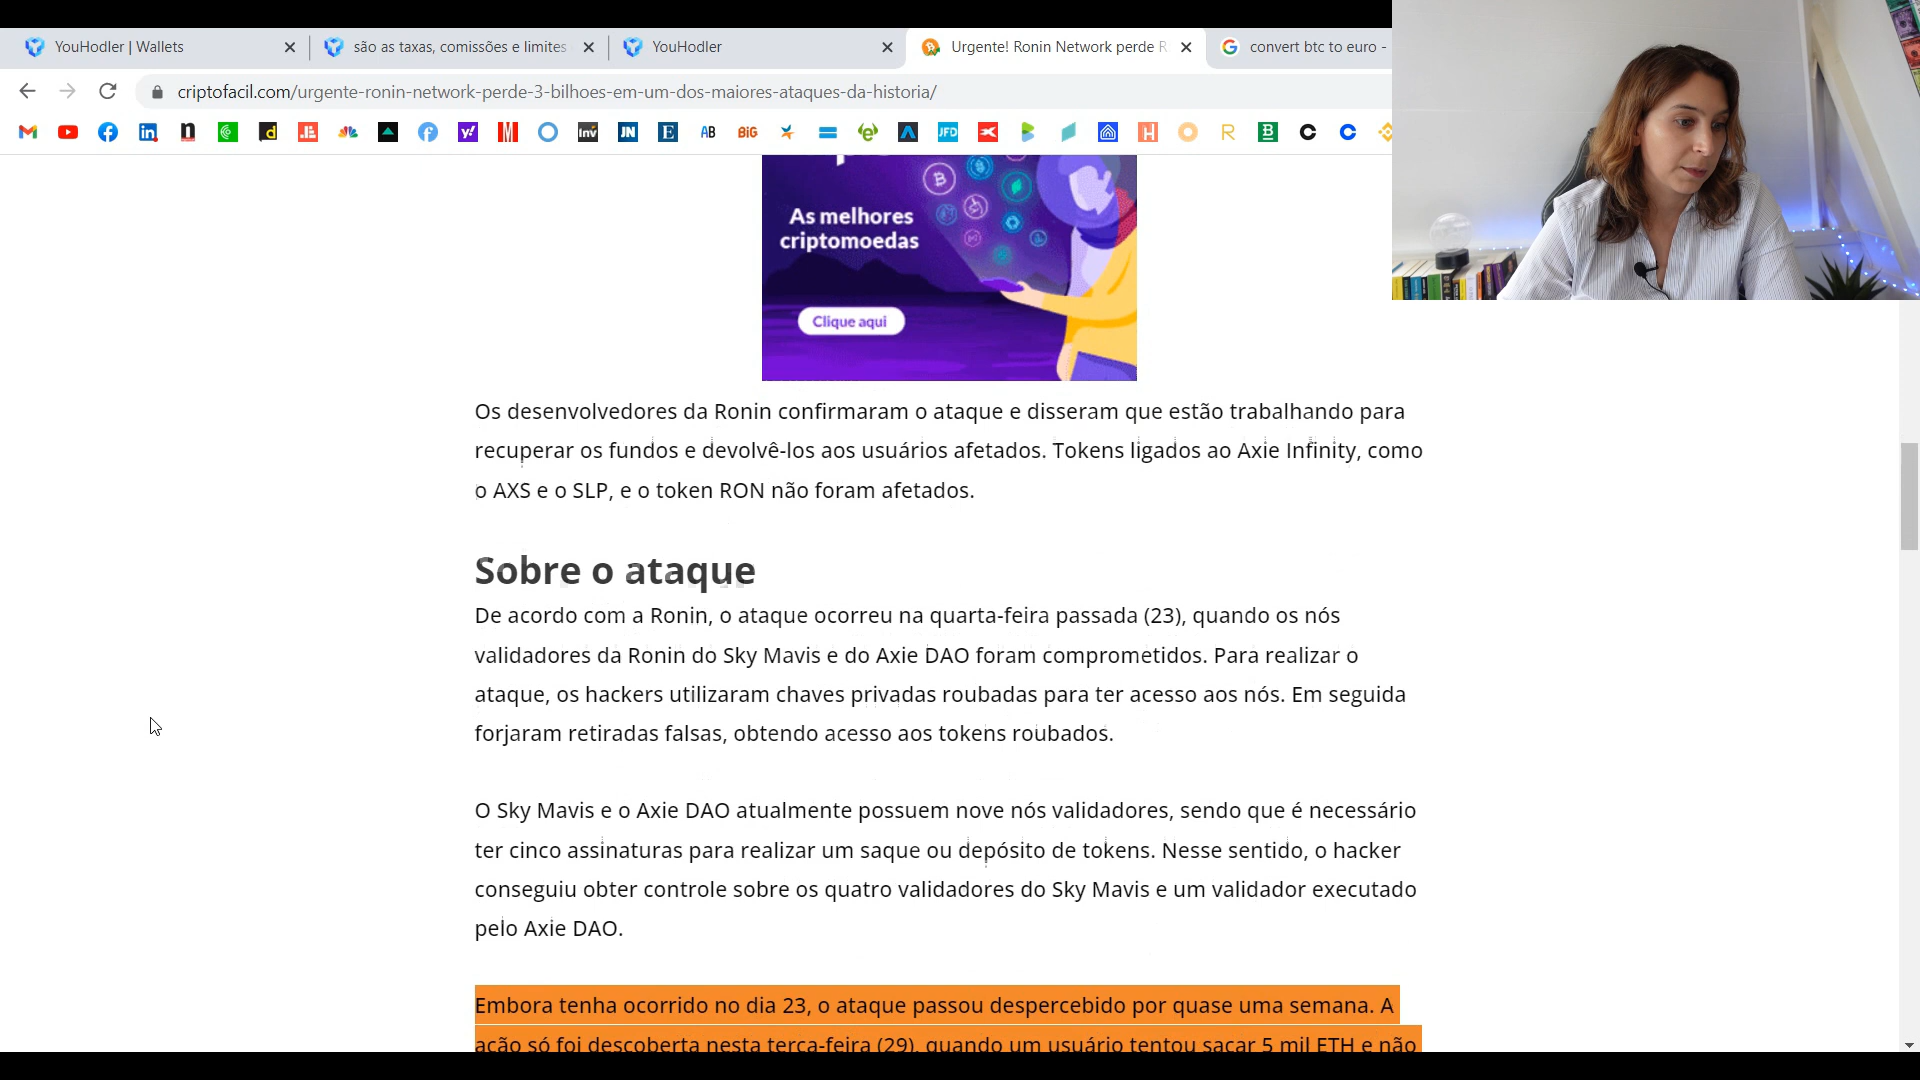 YouHodler | Wallets
são as taxas, comissões e limites
YouHodler
Urgente! Ronin Network perde R
convert btc to euro -
criptofacil.com/urgente-ronin-network-perde-3-bilhoes-em-um-dos-maiores-ataques-da-historia/
As melhores
criptomoedas
Clique aqui
Os desenvolvedores da Ronin confirmaram o ataque e disseram que estão trabalhando para
recuperar os fundos e devolvê-los aos usuários afetados. Tokens ligados ao Axie Infinity, como
o AXS e o SLP, e o token RON não foram afetados.
Sobre o ataque
De acordo com a Ronin, o ataque ocorreu na quarta-feira passada (23), quando os nós
validadores da Ronin do Sky Mavis e do Axie DAO foram comprometidos. Para realizar o
ataque, os hackers utilizaram chaves privadas roubadas para ter acesso aos nós. Em seguida
forjaram retiradas falsas, obtendo acesso aos tokens roubados.
O Sky Mavis e o Axie DAO atualmente possuem nove nós validadores, sendo que é necessário
ter cinco assinaturas para realizar um saque ou depósito de tokens. Nesse sentido, o hacker
conseguiu obter controle sobre os quatro validadores do Sky Mavis e um validador executado
pelo Axie DAO.
Embora tenha ocorrido no dia 23, o ataque passou despercebido por quase uma semana. A
ação só foi descoberta nesta terça-feira (29), quando um usuário tentou sacar 5 mil ETH e não